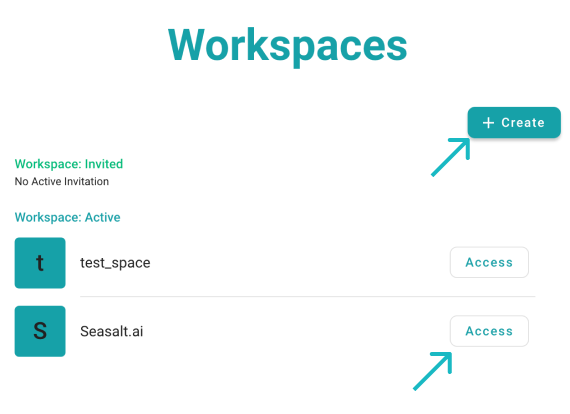 Workspaces
+ Create
Workspace: Invited
No Active Invitation
Workspace: Active
t test_space Access
S Seasalt.ai Access